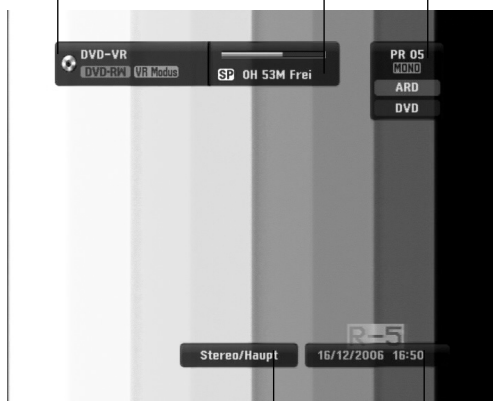 DVD-VR
DVD-RW VR Modus
SP 0H 53M Frei
PR 05
MONO
ARD
DVD
R-5
Stereo/Haupt
16/12/2006 16:50